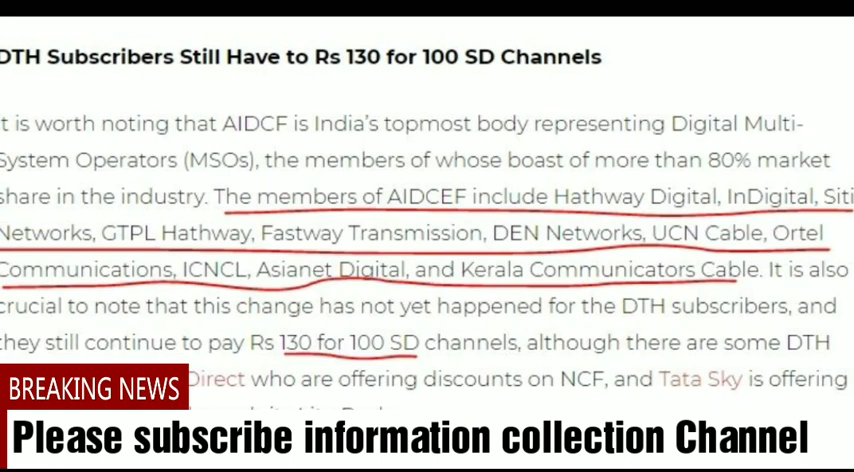 DTH Subscribers Still Have to Rs 130 for 100 SD Channels
t is worth noting that AIDCF is India's topmost body representing Digital Multi-
System Operators (MSOs), the members of whose boast of more than 80% market
share in the industry. The members of AIDCEF include Hathway Digital, InDigital, Siti
Networks, GTPL Hathway, Fastway Transmission, DEN Networks, UCN Cable, Ortel
Communications, ICNCL, Asianet Digital, and Kerala Communicators Cable. It is also
crucial to note that this change has not yet happened for the DTH subscribers, and
they still continue to pay Rs 130 for 100 SD channels, although there are some DTH
Direct who are offering discounts on NCF, and Tata Sky is offering
BREAKING NEWS
Please subscribe information collection Channel